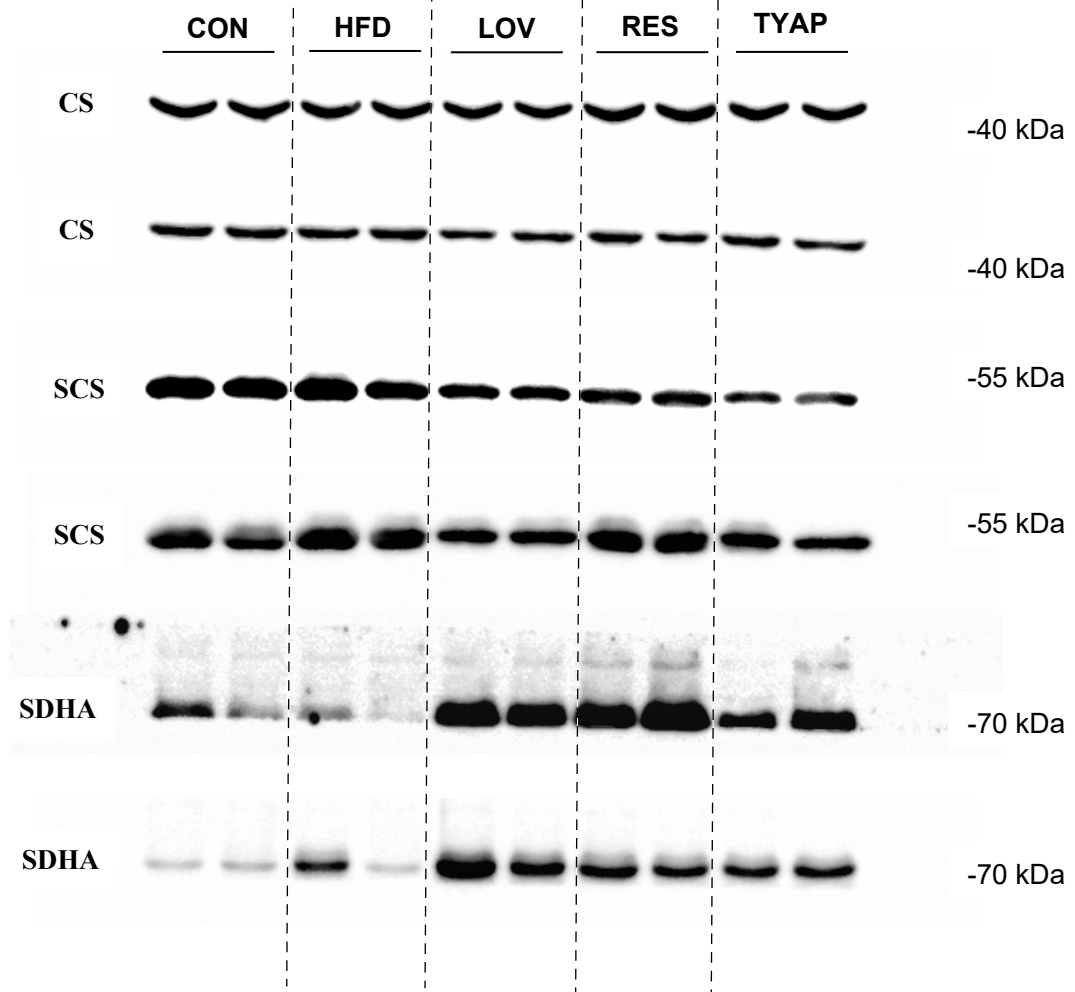 CON HFD LOV RES TYAP
CS -40 kDa
CS -40 kDa
SCS -55 kDa
SCS -55 kDa
SDHA -70 kDa
SDHA -70 kDa